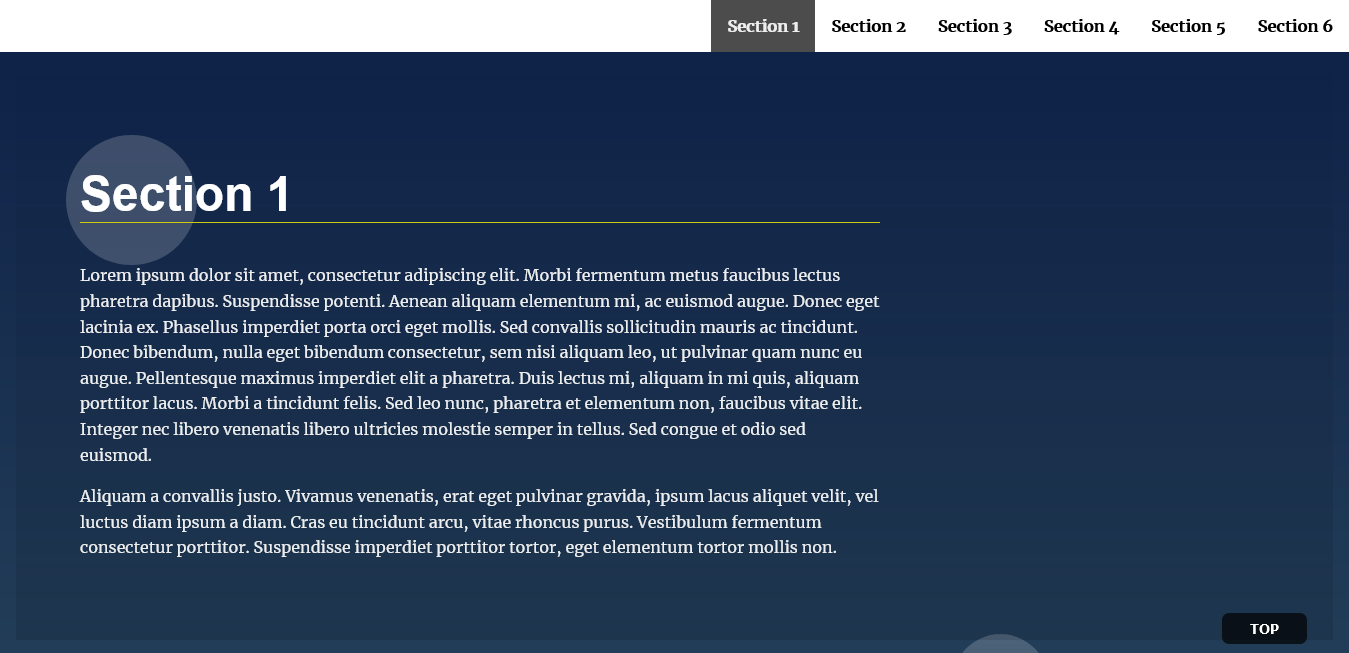 Section 1 Section 2 Section 3 Section 4 Section 5 Section 6
Section 1
Lorem ipsum dolor sit amet, consectetur adipiscing elit. Morbi fermentum metus faucibus lectus
pharetra dapibus. Suspendisse potenti. Aenean aliquam elementum mi, ac euismod augue. Donec eget
lacinia ex. Phasellus imperdiet porta orci eget mollis. Sed convallis sollicitudin mauris ac tincidunt.
Donec bibendum, nulla eget bibendum consectetur, sem nisi aliquam leo, ut pulvinar quam nunc eu
augue. Pellentesque maximus imperdiet elit a pharetra. Duis lectus mi, aliquam in mi quis, aliquam
porttitor lacus. Morbi a tincidunt felis. Sed leo nunc, pharetra et elementum non, faucibus vitae elit.
Integer nec libero venenatis libero ultricies molestie semper in tellus. Sed congue et odio sed
euismod.
Aliquam a convallis justo. Vivamus venenatis, erat eget pulvinar gravida, ipsum lacus aliquet velit, vel
luctus diam ipsum a diam. Cras eu tincidunt arcu, vitae rhoncus purus. Vestibulum fermentum
consectetur porttitor. Suspendisse imperdiet porttitor tortor, eget elementum tortor mollis non.
TOP